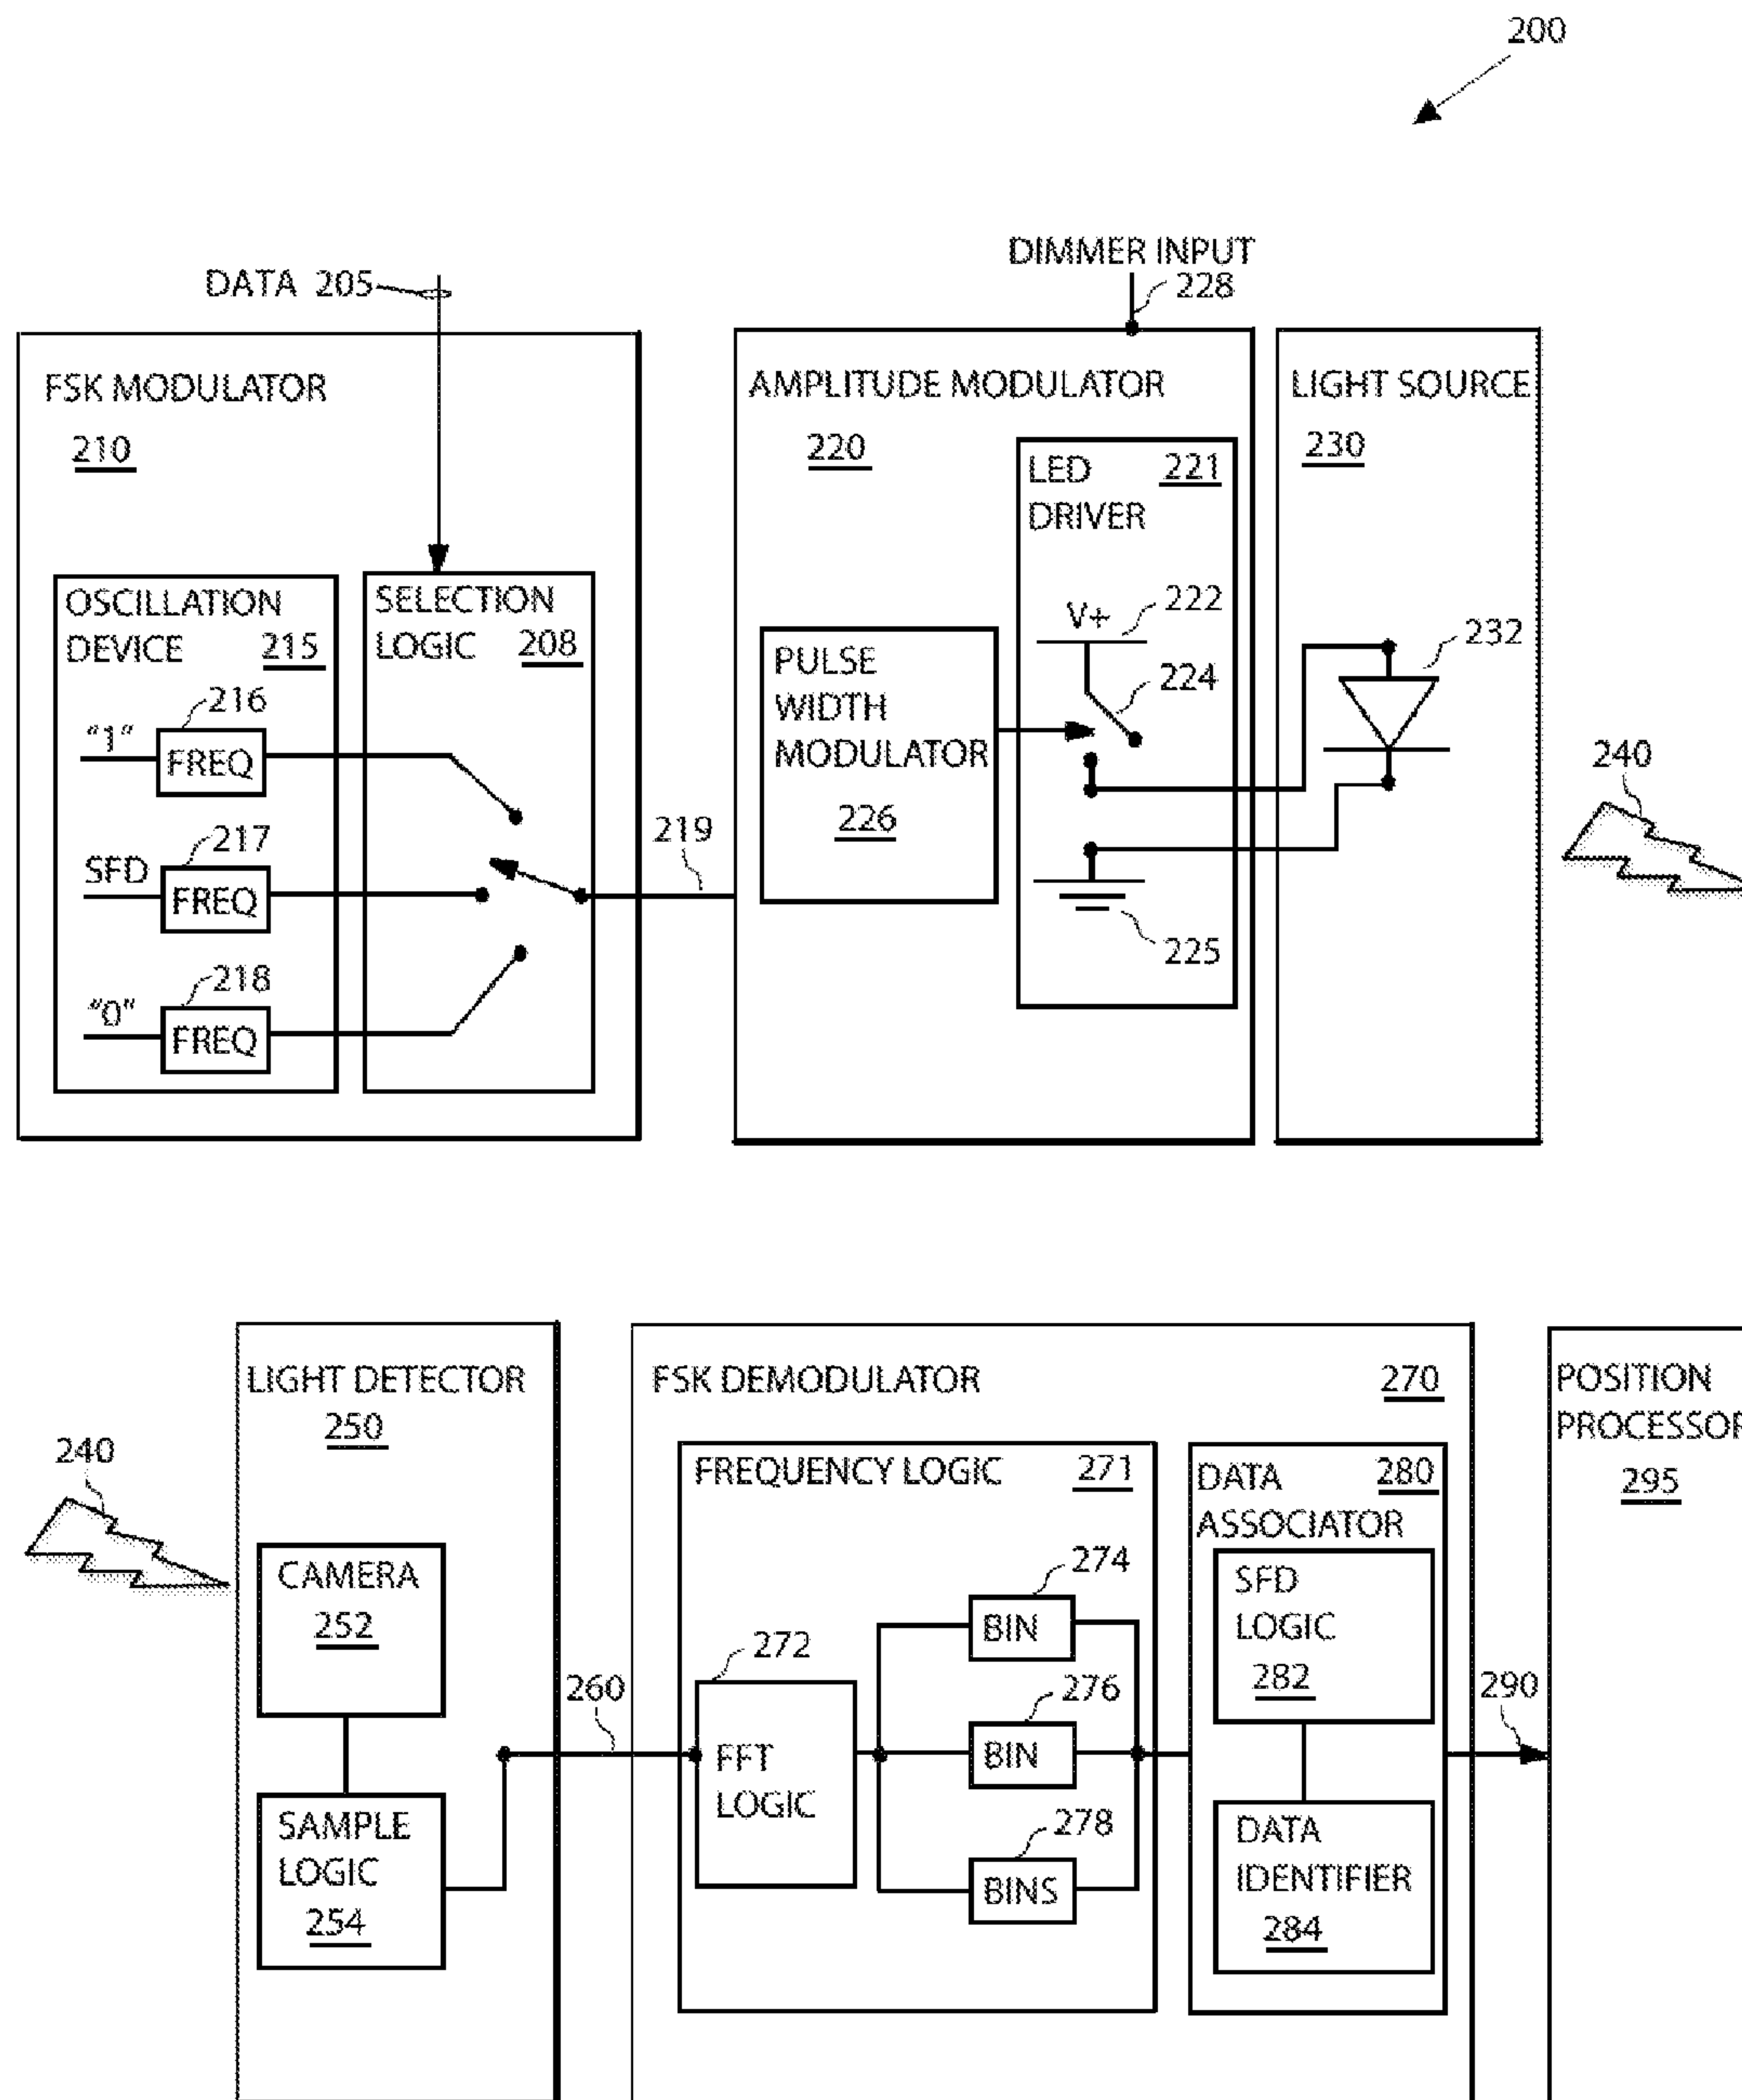 200
DATA 205
DIMMER INPUT
228
FSK MODULATOR
210
OSCILLATION
DEVICE 215
216
"1" FREQ
217
SFD FREQ
218
"0" FREQ
SELECTION
LOGIC 208
219
AMPLITUDE MODULATOR
220
PULSE
WIDTH
MODULATOR
226
LED 221
DRIVER
V+ 222
224
225
LIGHT SOURCE
230
232
240
240
LIGHT DETECTOR
250
CAMERA
252
SAMPLE
LOGIC
254
260
FSK DEMODULATOR 270
FREQUENCY LOGIC 271
272
FFT
LOGIC
274
BIN
276
BIN
278
BINS
DATA 280
ASSOCIATOR
SFD
LOGIC
282
DATA
IDENTIFIER
284
290
POSITION
PROCESSOR
295